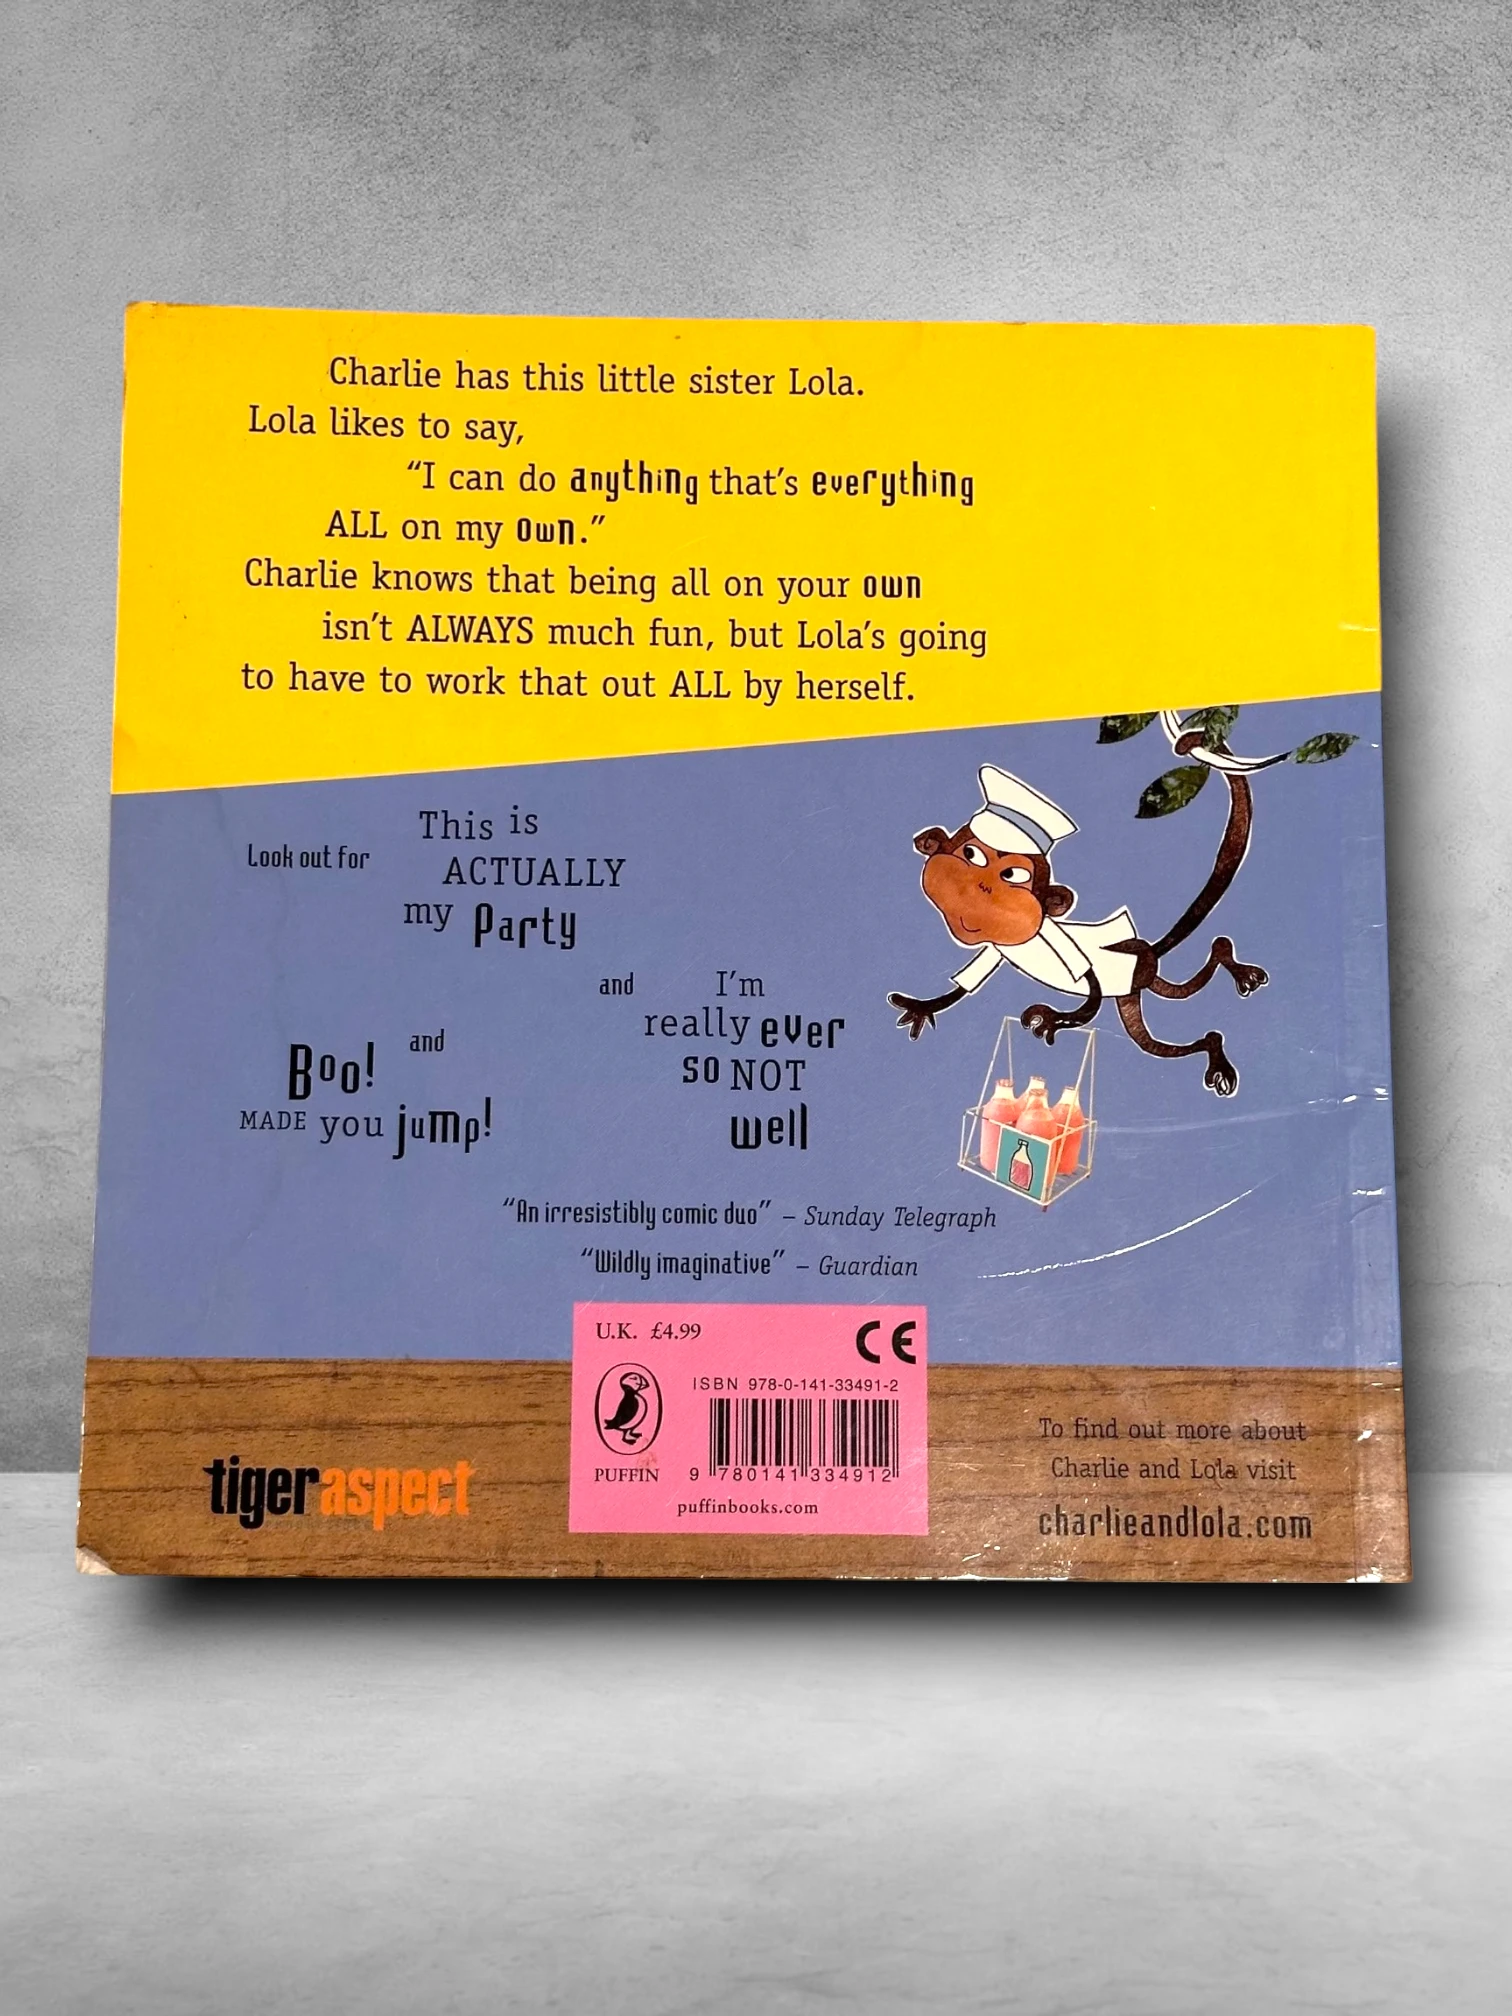 Charlie has this little sister Lola.
Lola likes to say,
“I can do anything that’s everything
ALL on my own.”
Charlie knows that being all on your own
isn’t ALWAYS much fun, but Lola’s going
to have to work that out ALL by herself.
Look out for
This is
ACTUALLY
my Party
and
I’m
really ever
so NOT
well
and
Boo!
MADE you jump!
“An irresistibly comic duo” – Sunday Telegraph
“Wildly imaginative” – Guardian
U.K. £4.99
CE
ISBN 978-0-141-33491-2
PUFFIN
9 780141 334912
puffinbooks.com
tigeraspect
To find out more about
Charlie and Lola visit
charlieandlola.com